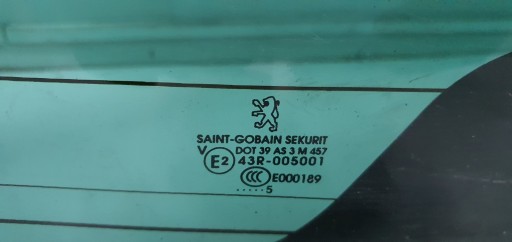 SAINT-GOBAIN SEKURIT
V DOT 39 AS 3 M 457
E2 43R-005001
CCC E000189
.....5